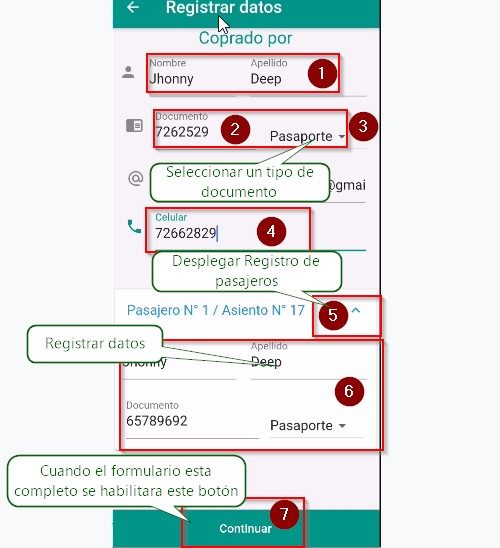 Registrar datos
Coprado por
Nombre Apellido
Jhonny Deep 1
Documento
7262529 2 Pasaporte 3
Seleccionar un tipo de
documento
@gmai
Celular
72662829 4
Desplegar Registro de
pasajeros
Pasajero N° 1 / Asiento N° 17 5
Registrar datos
Apellido
Jhonny Deep
6
Documento
65789692 Pasaporte
Cuando el formulario esta
completo se habilitara este botón
7
Continuar